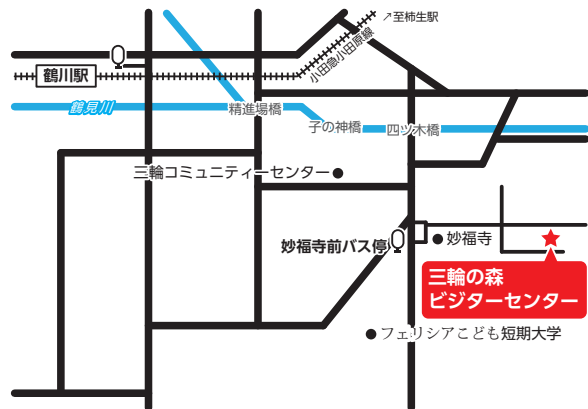 ↗至柿生駅
小田急小田原線
鶴川駅
鶴見川
精進場橋
子の神橋
四ツ木橋
三輪コミュニティーセンター●
妙福寺前バス停
●妙福寺
三輪の森
ビジターセンター
●フェリシアこども短期大学